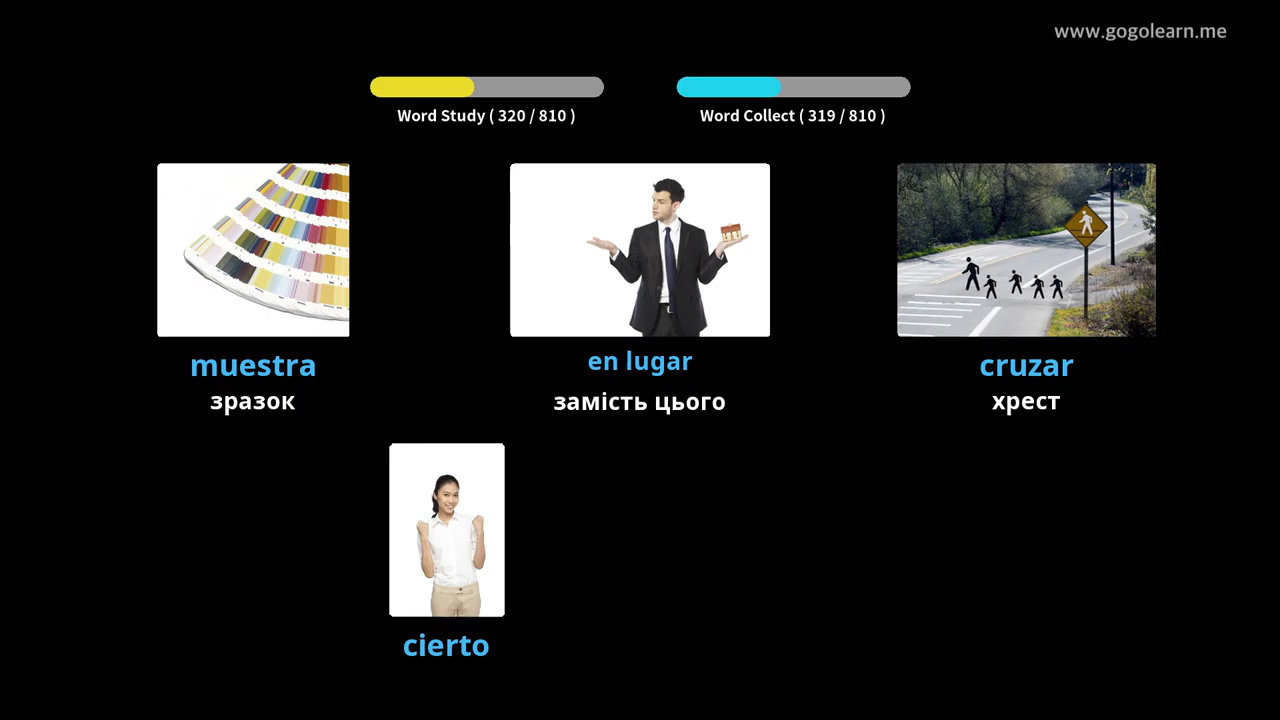 www.gogolearn.me
Word Study ( 320 / 810 )
Word Collect ( 319 / 810 )
muestra
зразок
en lugar
замість цього
cruzar
хрест
cierto